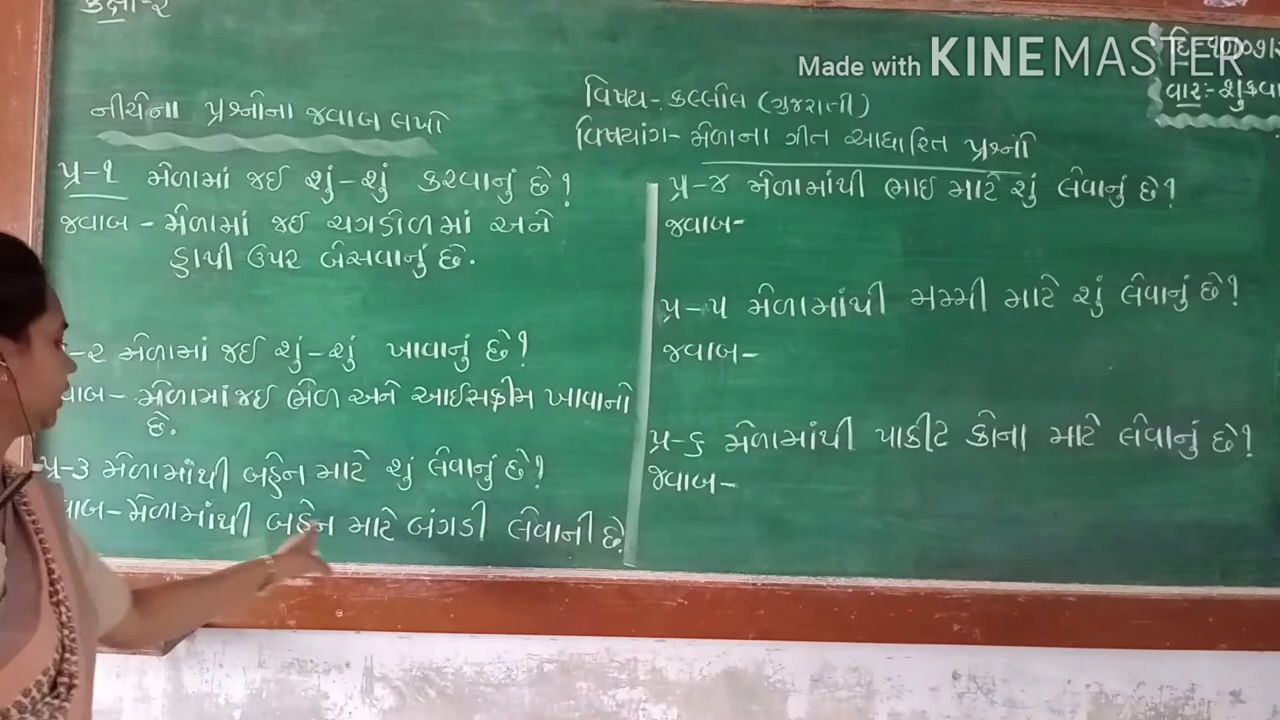 કક્ષા-૨
Made with KINEMASTER
વારઃ- શુક્રવા
વિષય- કલ્લોલ (ગુજરાતી)
વિષયાંગ- મેળાના ગીત આધારિત પ્રશ્નો
નીચેના પ્રશ્નોના જવાબ લખો
પ્ર-૧ મેળામાં જઈ શું-શું કરવાનું છે?
જવાબ - મેળામાં જઈ ચગડોળમાં અને
હાથી ઉપર બેસવાનું છે.
-૨ મેળામાં જઈ શું-શું ખાવાનું છે?
વાબ - મેળામાં જઈ ભેળ અને આઈસક્રીમ ખાવાનો
છે.
પ્ર-૩ મેળામાંથી બહેન માટે શું લેવાનું છે?
વાબ- મેળામાંથી બહેન માટે બંગડી લેવાની છે.
પ્ર-૪ મેળામાંથી ભાઈ માટે શું લેવાનું છે?
જવાબ-
પ્ર-૫ મેળામાંથી મમ્મી માટે શું લેવાનું છે?
જવાબ-
પ્ર-૬ મેળામાંથી પાકીટ કોના માટે લેવાનું છે?
જવાબ-